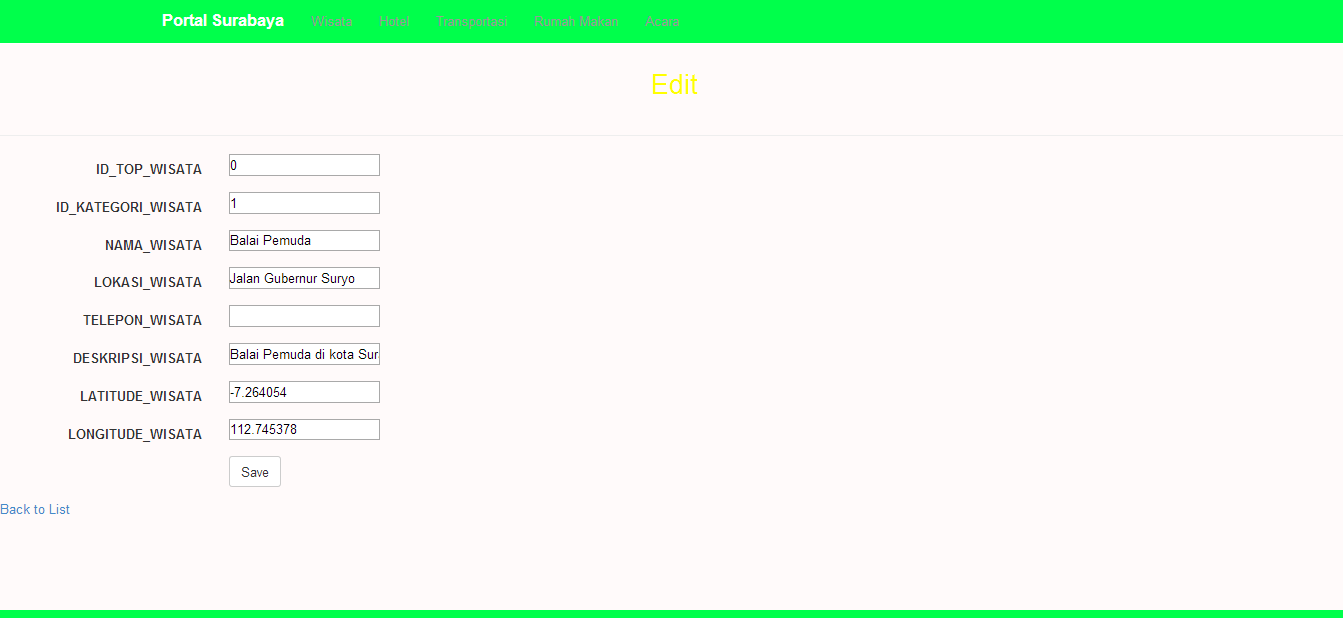 Portal Surabaya Wisata Hotel Transportasi Rumah Makan Acara
Edit
ID_TOP_WISATA 0
ID_KATEGORI_WISATA 1
NAMA_WISATA Balai Pemuda
LOKASI_WISATA Jalan Gubernur Suryo
TELEPON_WISATA
DESKRIPSI_WISATA Balai Pemuda di kota Sur
LATITUDE_WISATA -7.264054
LONGITUDE_WISATA 112.745378
Save
Back to List